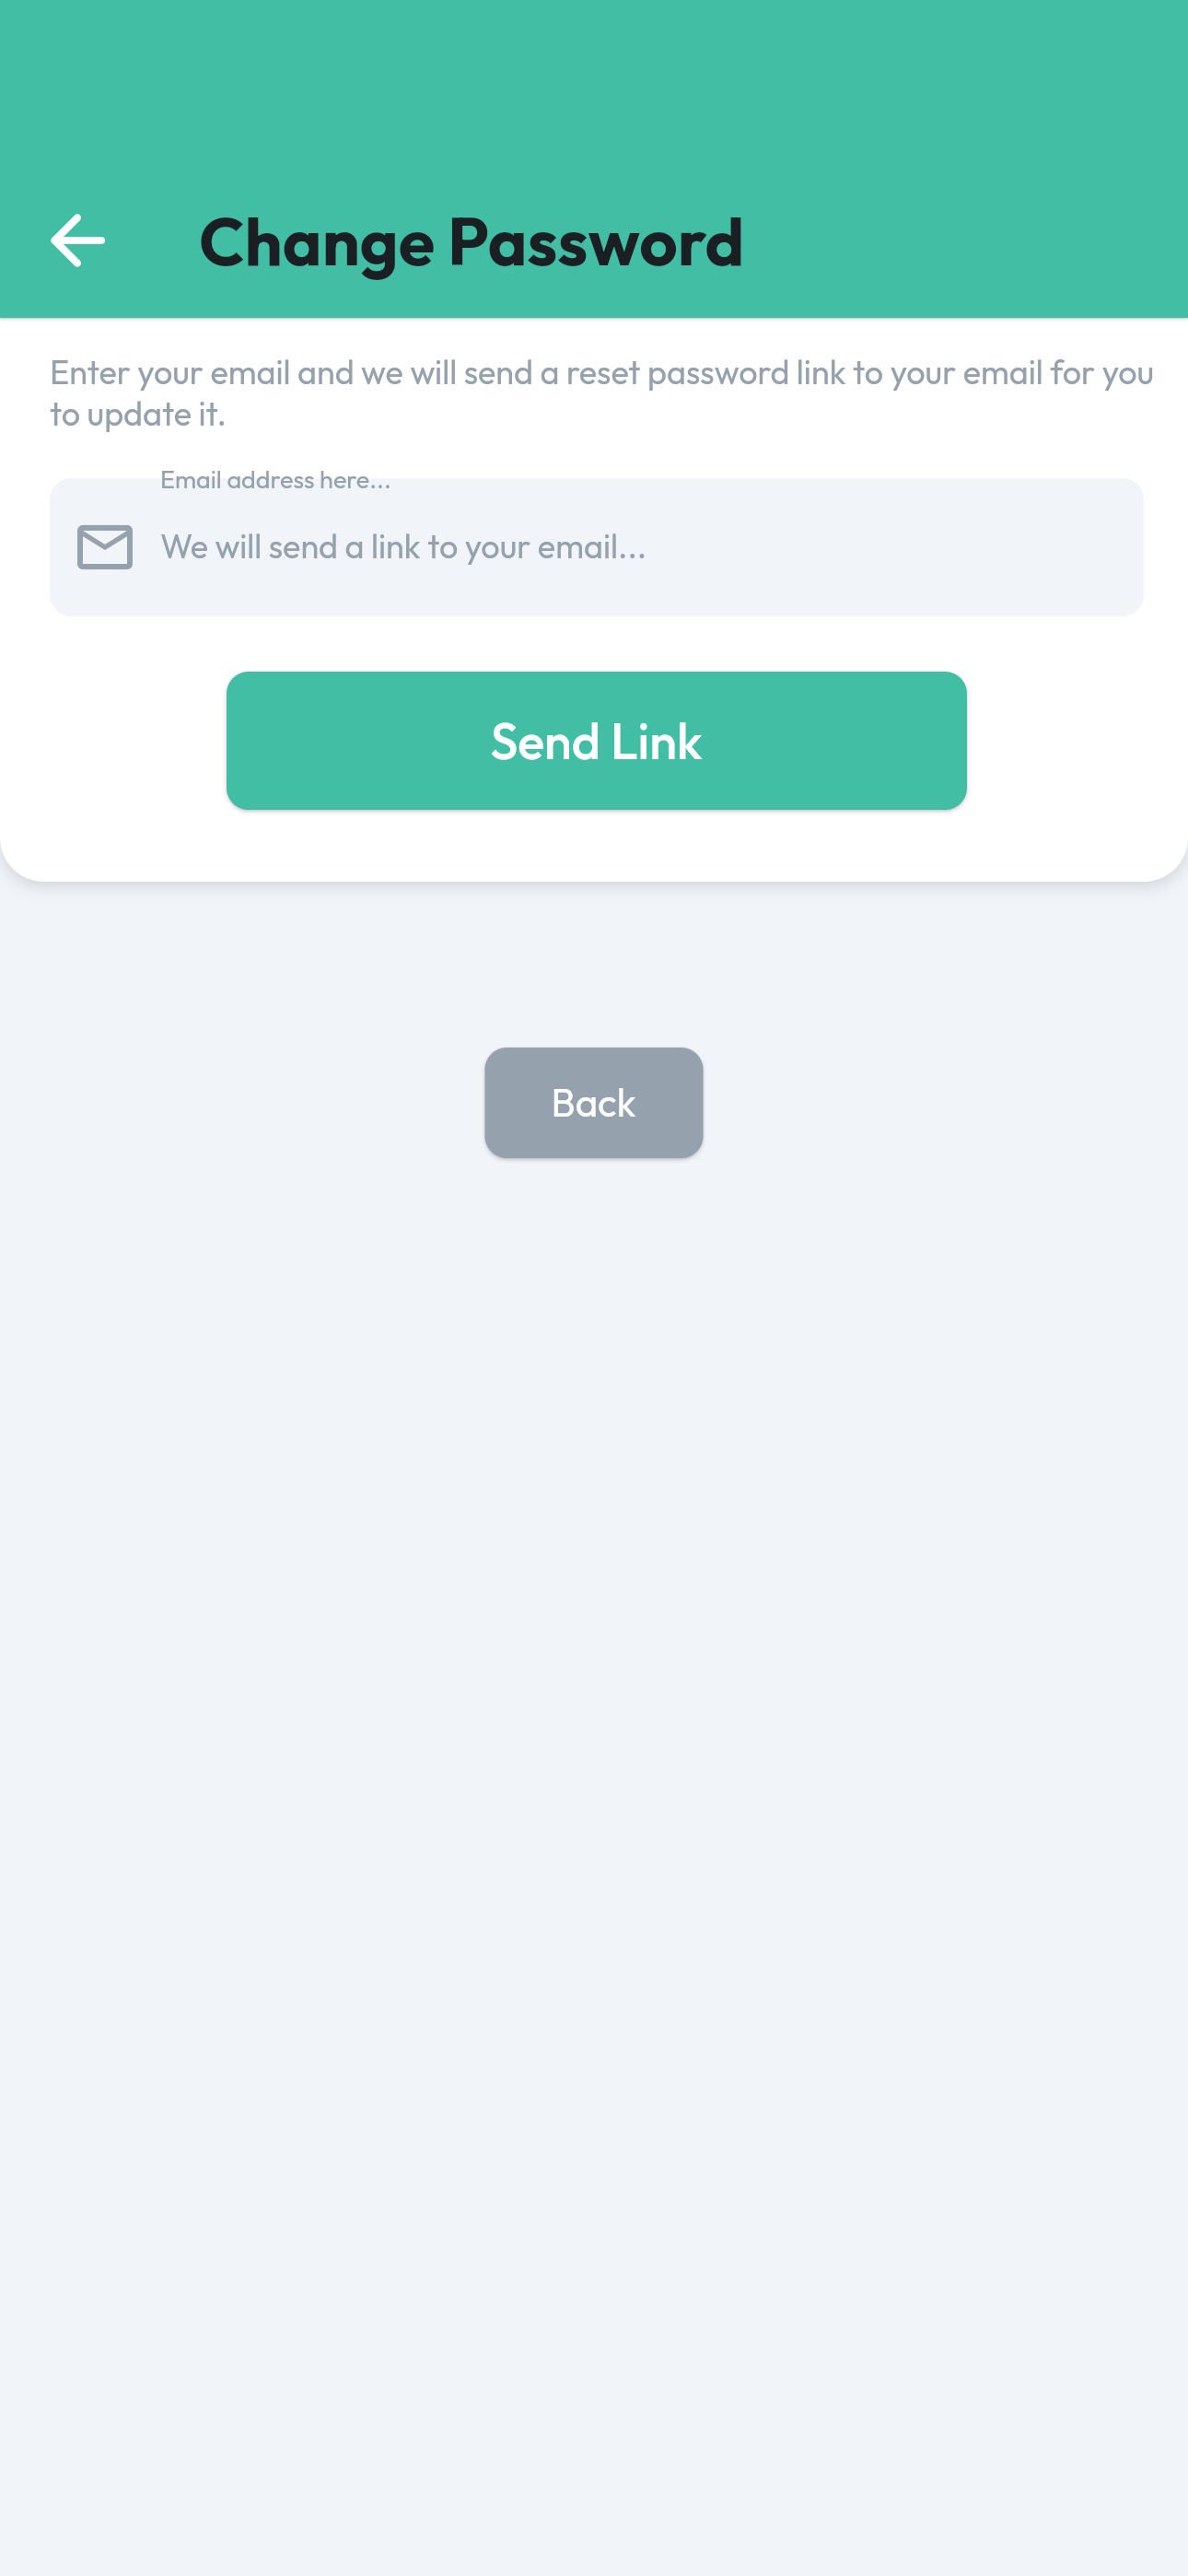 Change Password
Enter your email and we will send a reset password link to your email for you
to update it.
Email address here...
We will send a link to your email...
Send Link
Back